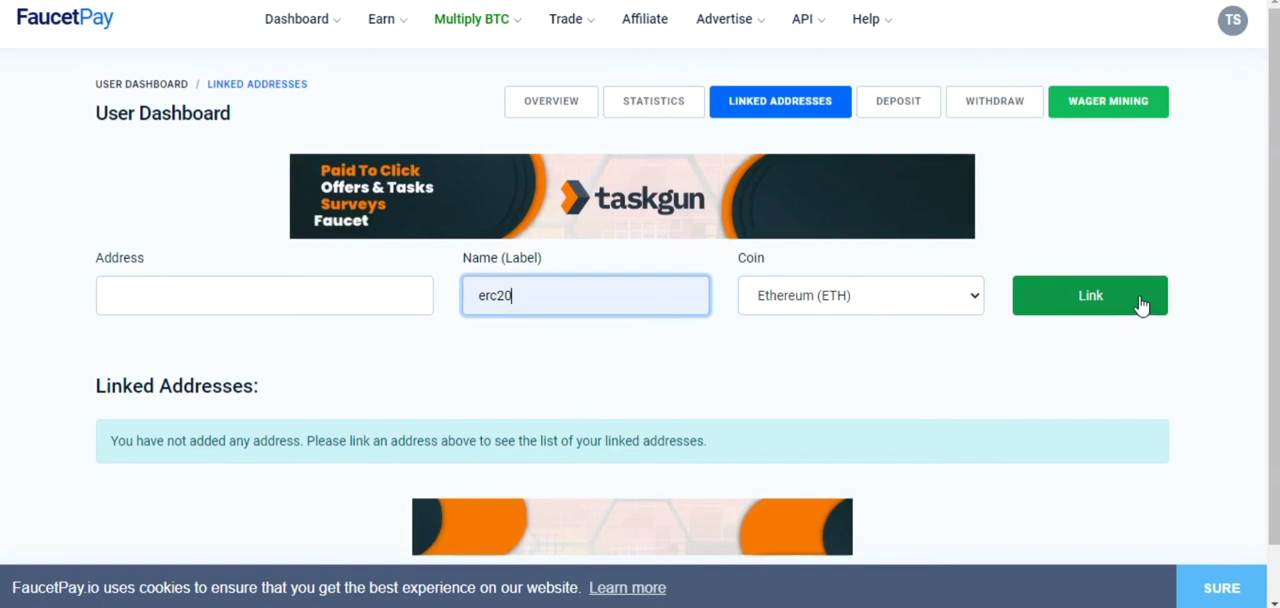 FaucetPay
Dashboard Earn Multiply BTC Trade Affiliate Advertise API Help TS
USER DASHBOARD / LINKED ADDRESSES
User Dashboard
OVERVIEW STATISTICS LINKED ADDRESSES DEPOSIT WITHDRAW WAGER MINING
Paid To Click
Offers & Tasks
Surveys
Faucet
taskgun
Address Name (Label) Coin
erc20 Ethereum (ETH) Link
Linked Addresses:
You have not added any address. Please link an address above to see the list of your linked addresses.
FaucetPay.io uses cookies to ensure that you get the best experience on our website. Learn more SURE